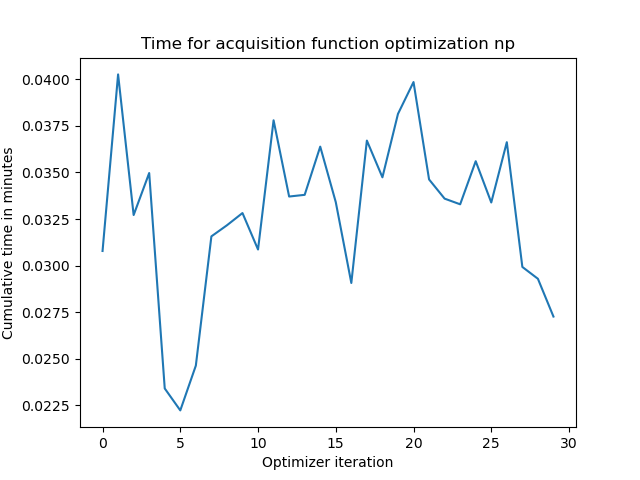 Time for acquisition function optimization np
Cumulative time in minutes
0.0400
0.0375
0.0350
0.0325
0.0300
0.0275
0.0250
0.0225
0 5 10 15 20 25 30
Optimizer iteration